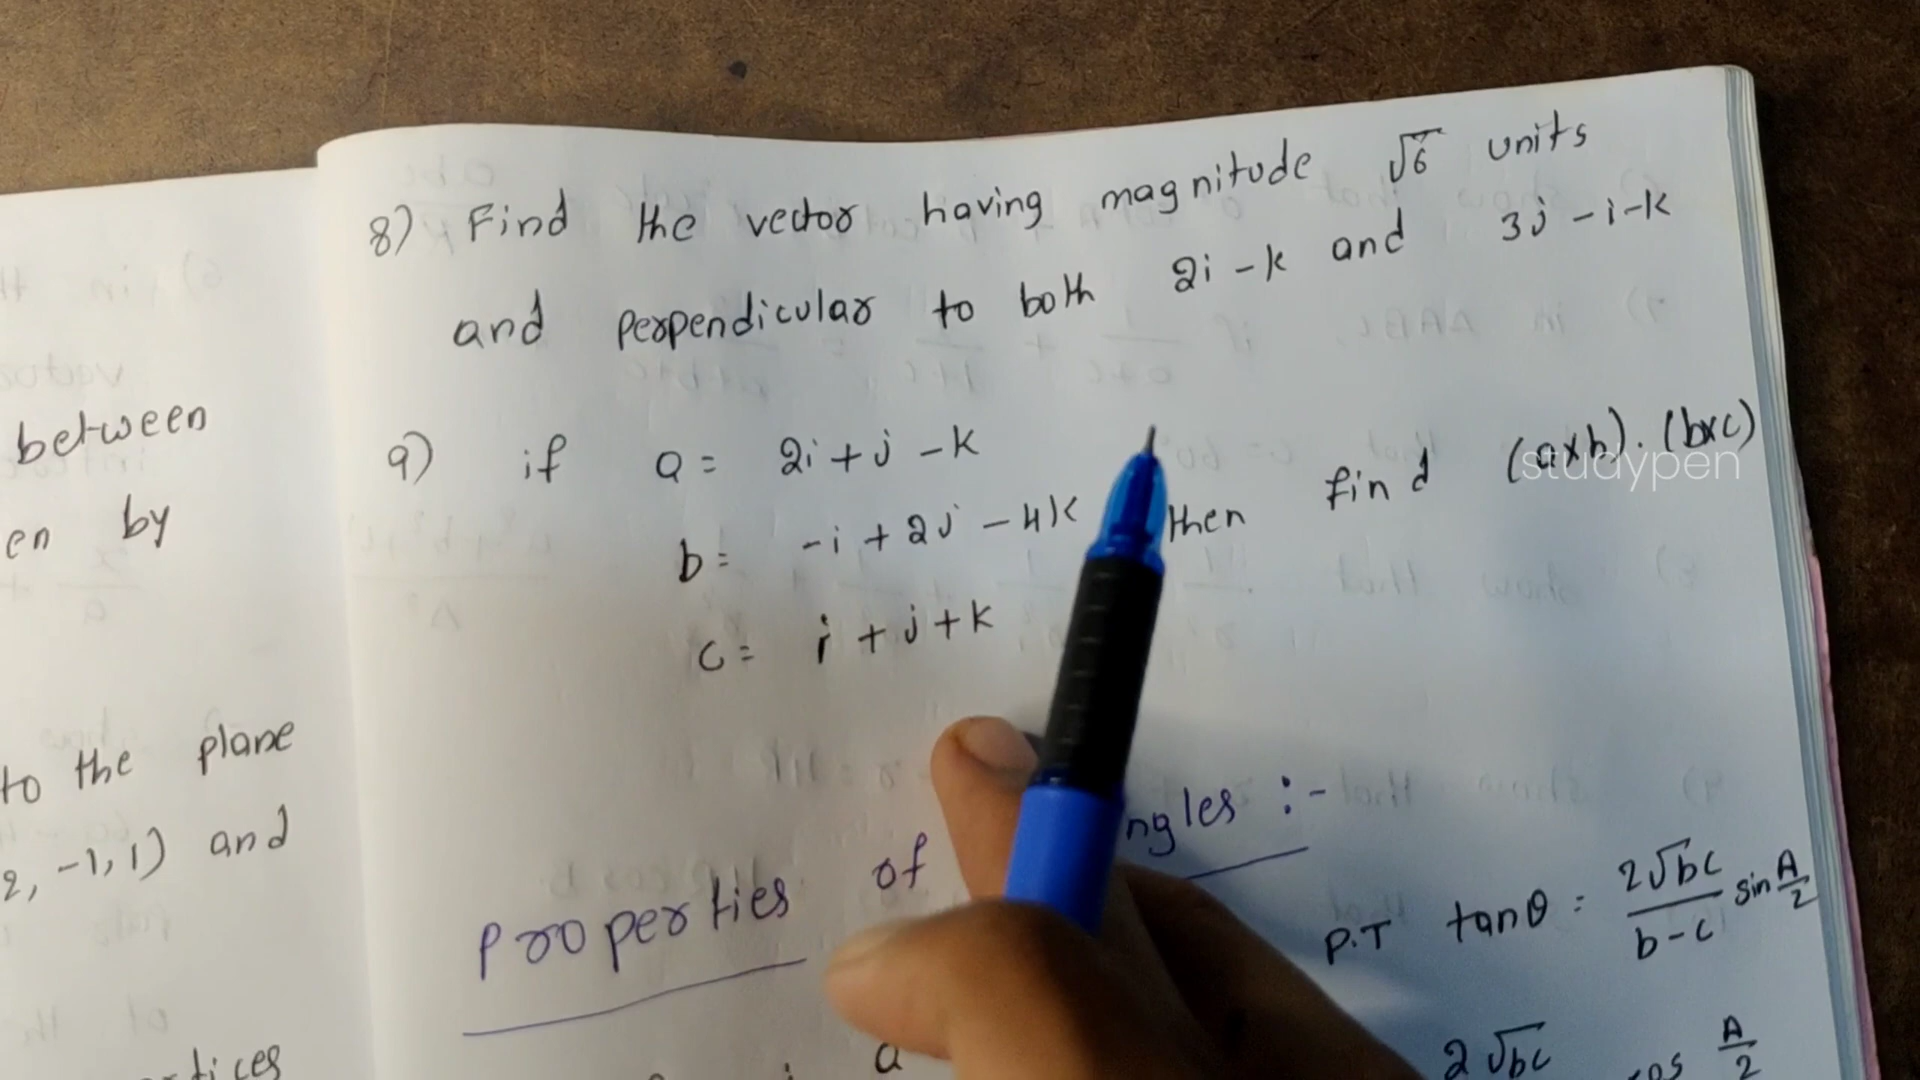 between
en by
to the plane
2, -1, 1) and
tices
8) Find the vector having magnitude √6 units
and perpendicular to both 2i - k and 3j - i - k
9) if a = 2i + j - k
b = -i + 2j - 4k then find (a×b). (b×c)
c = i + j + k
studypen
Properties of ngles :-
P.T tanθ = 2√bc / b-c sin A/2
a
2√bc cos A/2